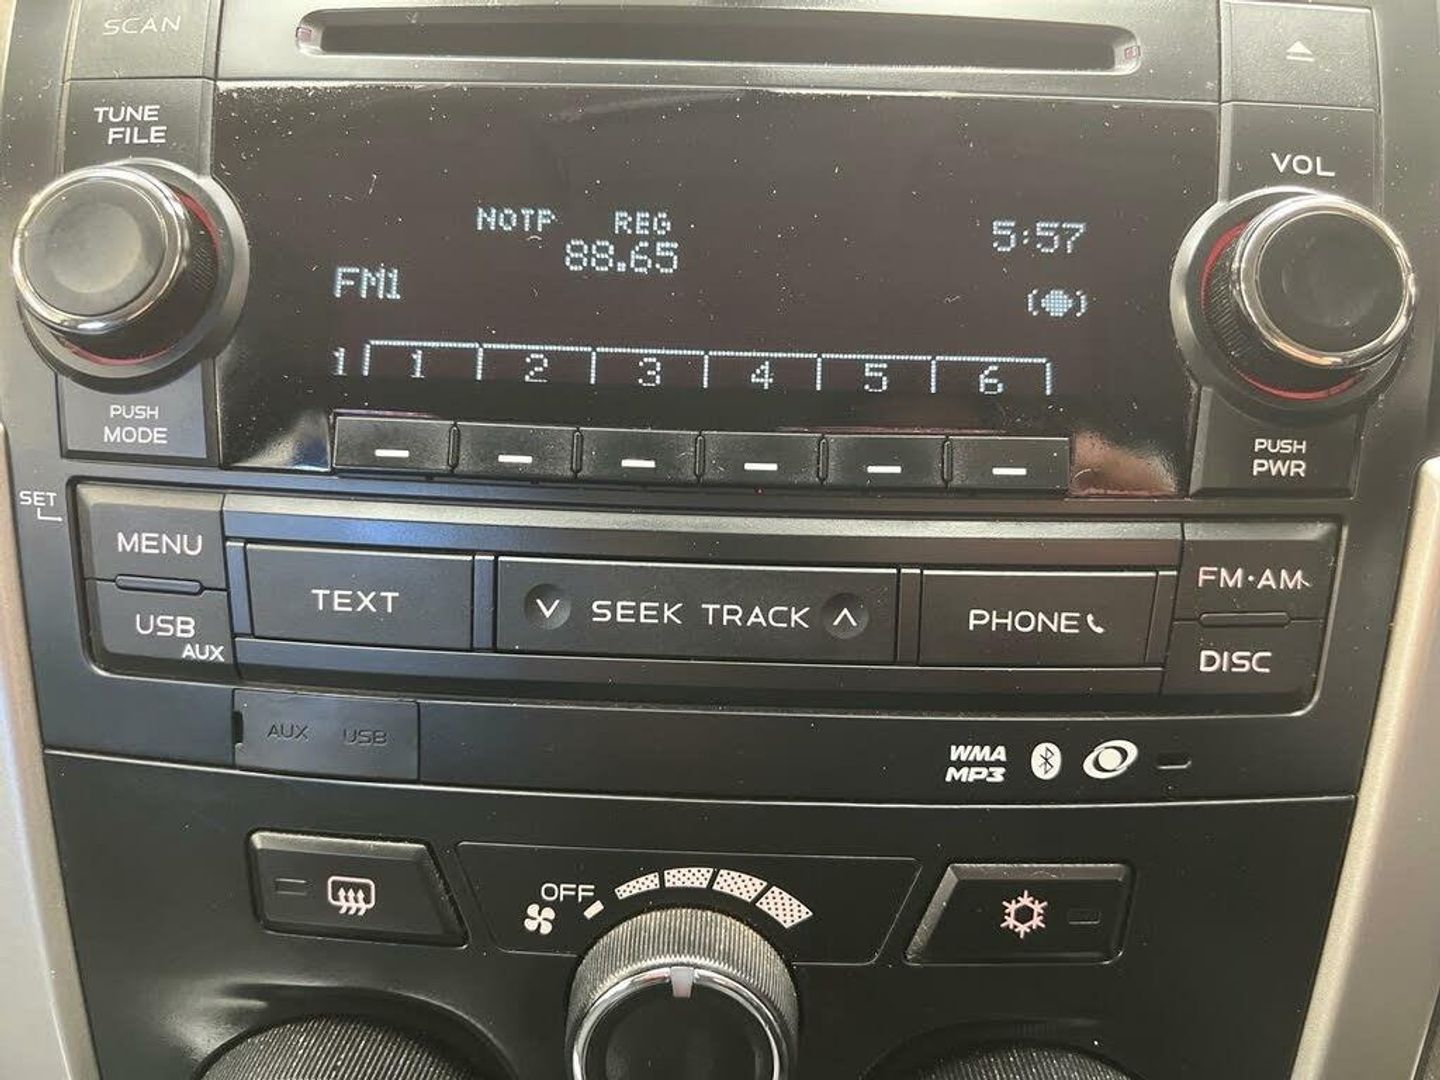 SCAN
TUNE
FILE
VOL
NOTP REG
88.65
5:57
FM1
1 1 2 3 4 5 6
PUSH
MODE
PUSH
PWR
SET
MENU
TEXT
SEEK TRACK
PHONE
FM·AM
USB
AUX
DISC
AUX USB
WMA
MP3
OFF